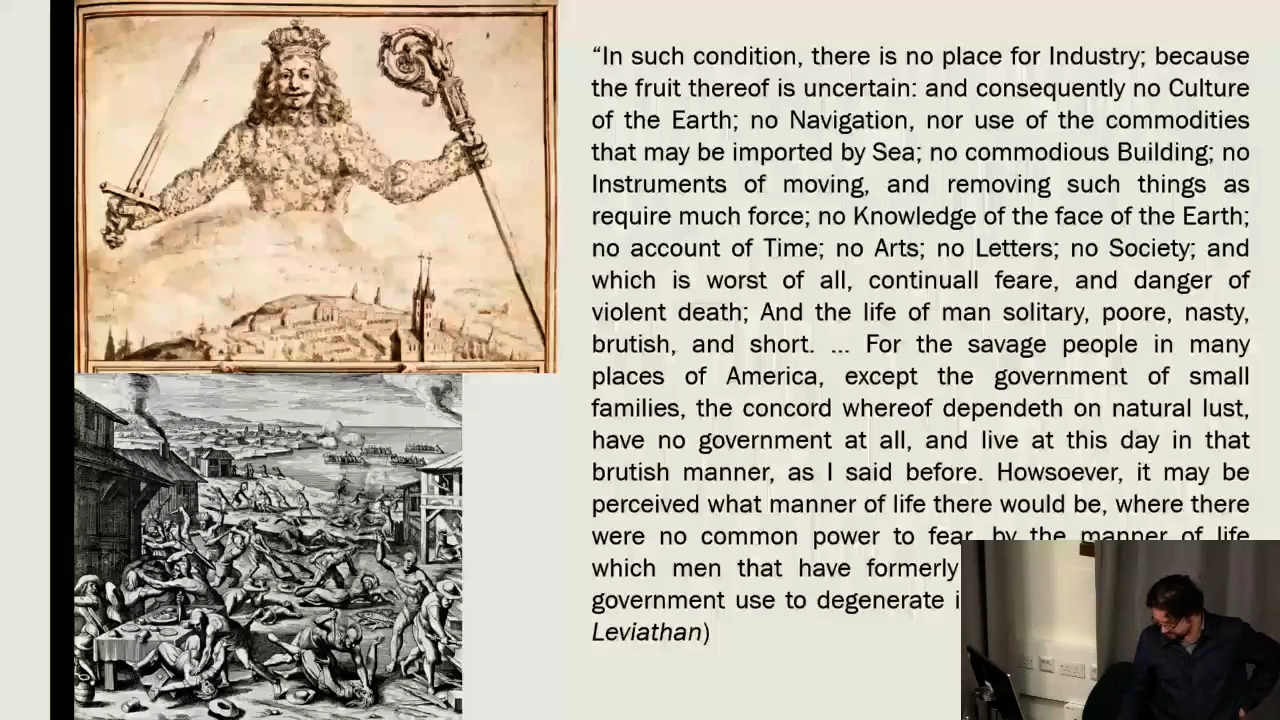 “In such condition, there is no place for Industry; because
the fruit thereof is uncertain: and consequently no Culture
of the Earth; no Navigation, nor use of the commodities
that may be imported by Sea; no commodious Building; no
Instruments of moving, and removing such things as
require much force; no Knowledge of the face of the Earth;
no account of Time; no Arts; no Letters; no Society; and
which is worst of all, continuall feare, and danger of
violent death; And the life of man solitary, poore, nasty,
brutish, and short. ... For the savage people in many
places of America, except the government of small
families, the concord whereof dependeth on natural lust,
have no government at all, and live at this day in that
brutish manner, as I said before. Howsoever, it may be
perceived what manner of life there would be, where there
were no common power to fear, by the manner of life
which men that have formerly
government use to degenerate
Leviathan)